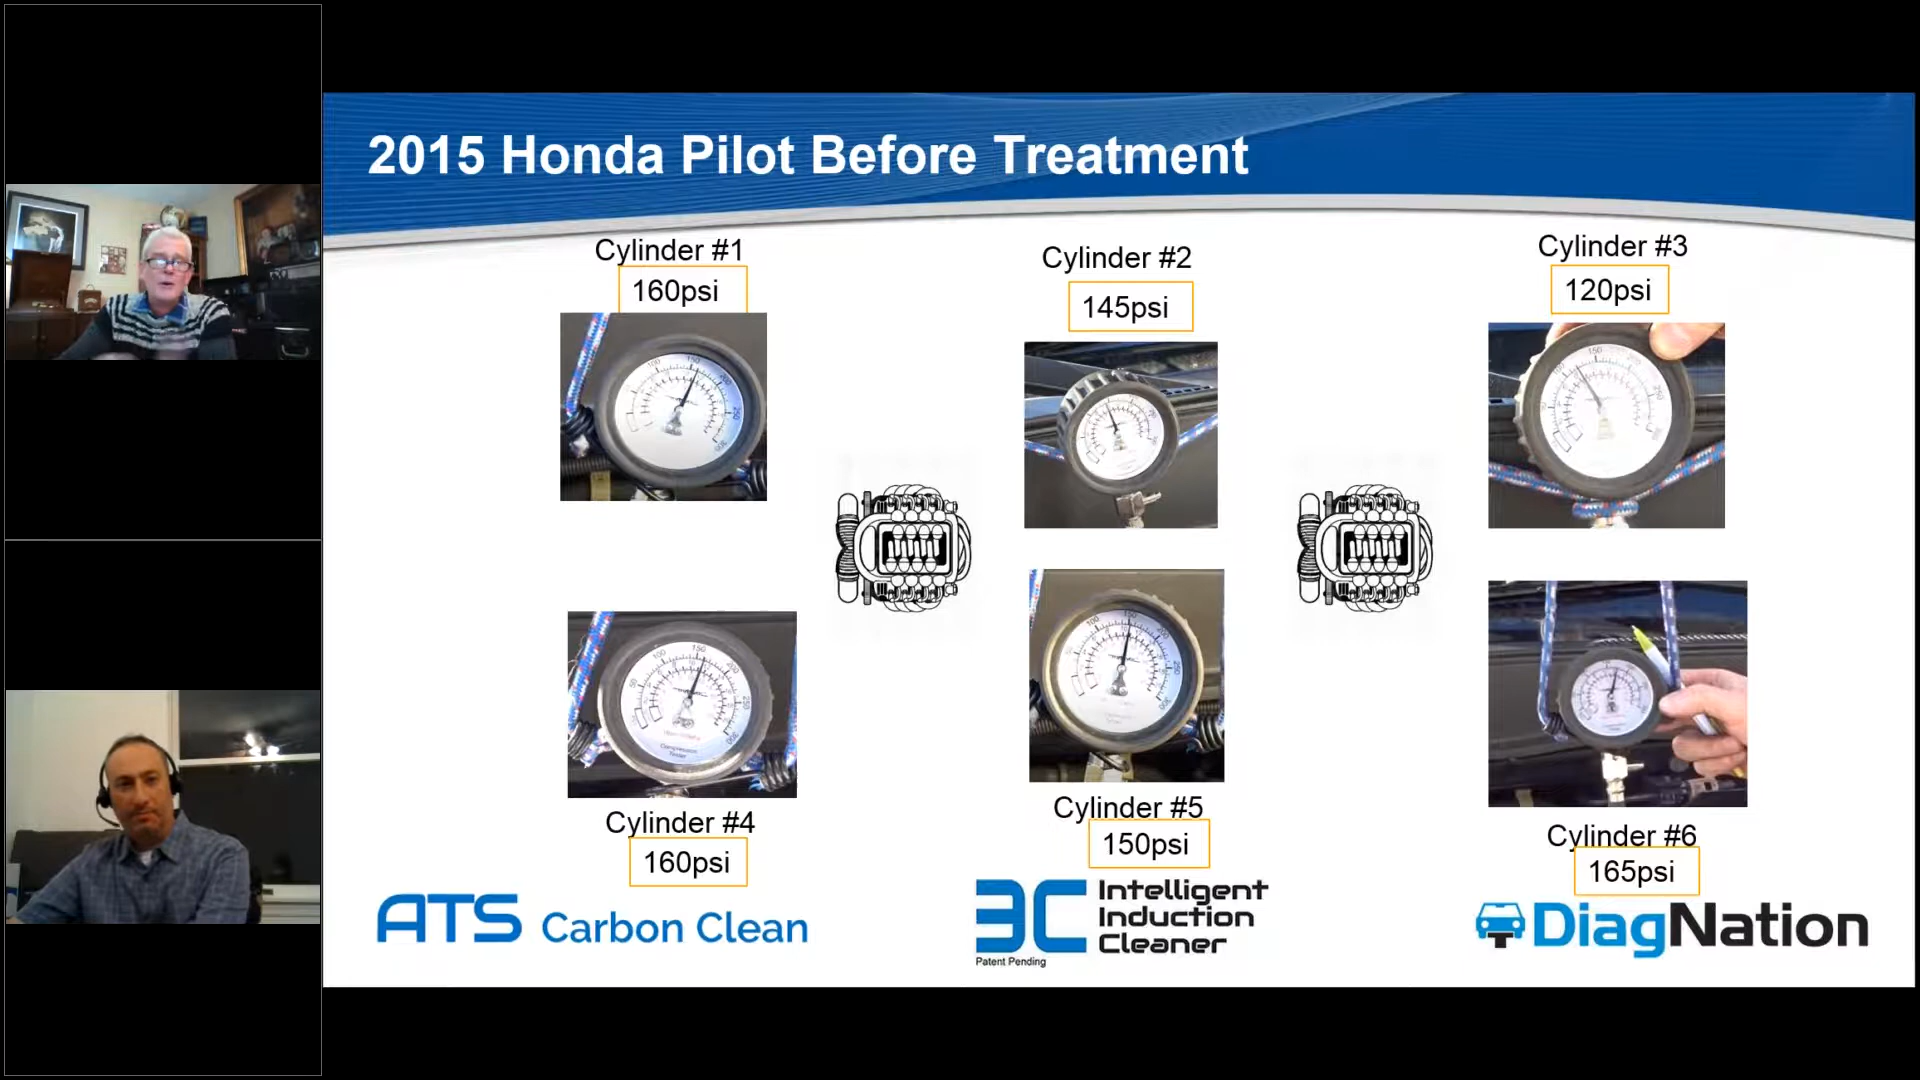 2015 Honda Pilot Before Treatment
Cylinder #1
160psi
Cylinder #2
145psi
Cylinder #3
120psi
Cylinder #4
160psi
Cylinder #5
150psi
Cylinder #6
165psi
ATS Carbon Clean
3C Intelligent
Induction
Cleaner
Patent Pending
DiagNation